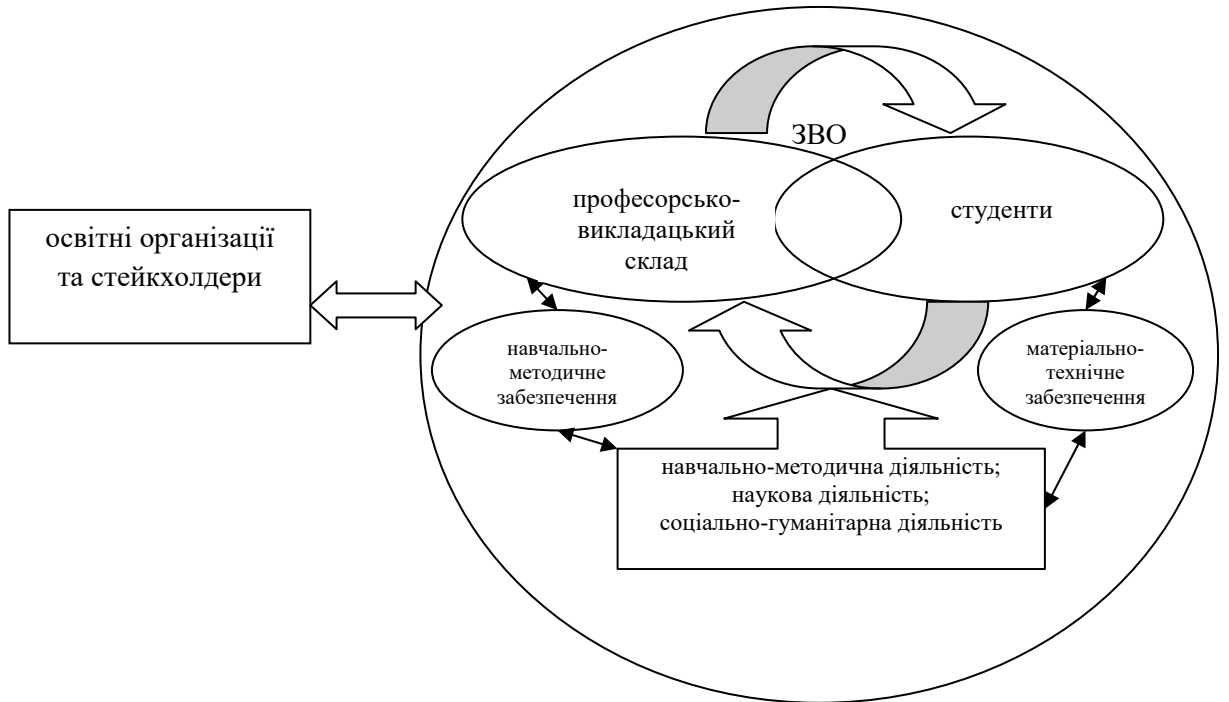 ЗВО
професорсько-
викладацький
склад
студенти
освітні організації
та стейкхолдери
навчально-
методичне
забезпечення
матеріально-
технічне
забезпечення
навчально-методична діяльність;
наукова діяльність;
соціально-гуманітарна діяльність